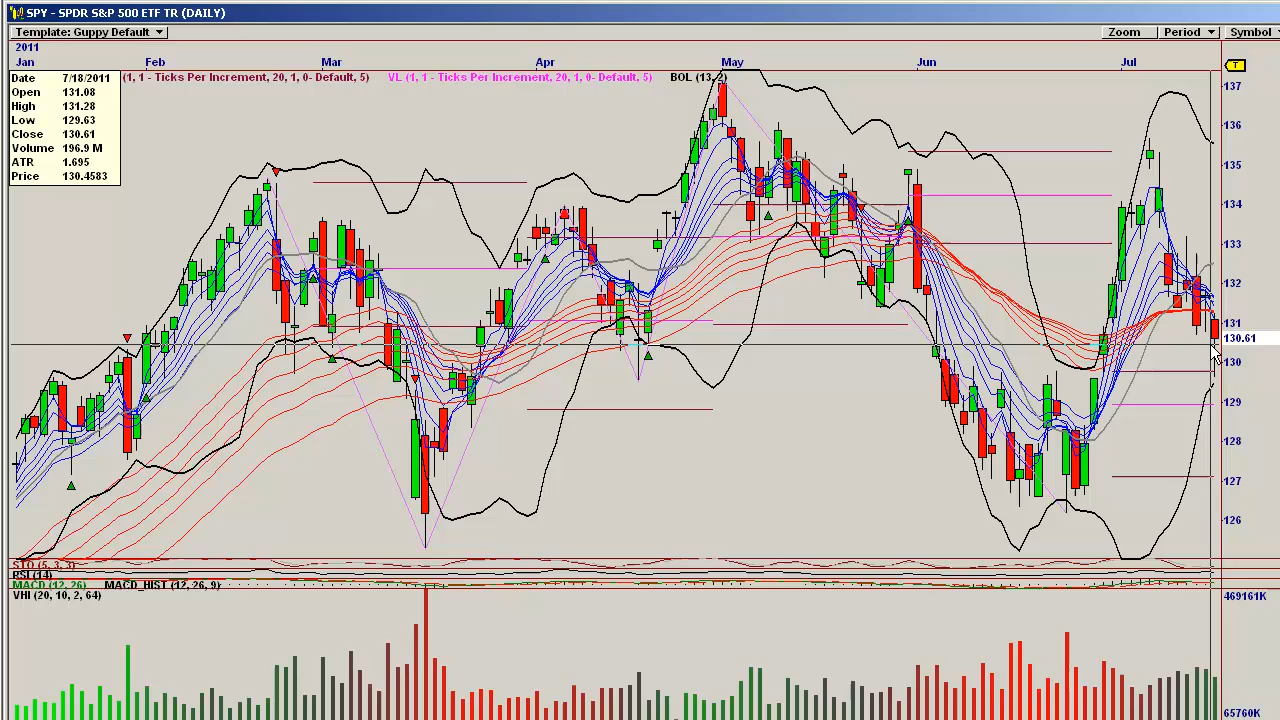 SPY - SPDR S&P 500 ETF TR (DAILY)
Template: Guppy Default
Zoom Period Symbol
2011
Jan Feb Mar Apr May Jun Jul
(1, 1 - Ticks Per Increment, 20, 1, 0- Default, 5) VL (1, 1 - Ticks Per Increment, 20, 1, 0- Default, 5) BOL (13, 2)
T
Date 7/18/2011
Open 131.08
High 131.28
Low 129.63
Close 130.61
Volume 196.9 M
ATR 1.695
Price 130.4583
137
136
135
134
133
132
131
130.61
130
129
128
127
126
STO (5, 3, 3)
RSI (14)
MACD (12, 26) MACD_HIST (12, 26, 9)
VHI (20, 10, 2, 64)
469161K
65760K